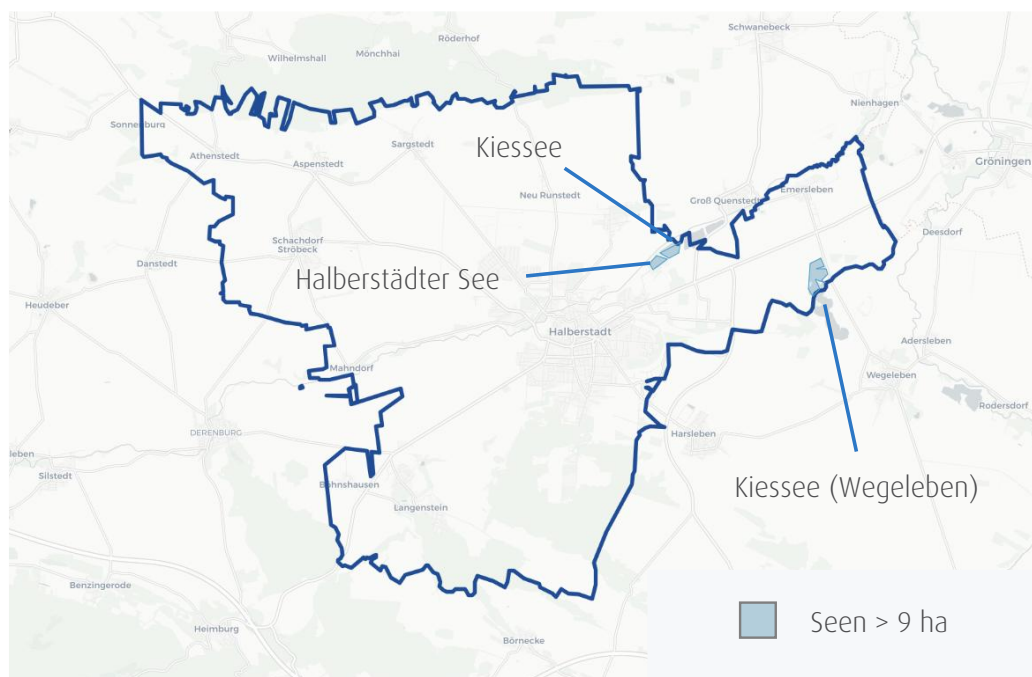 Schwanebeck
Röderhof
Mönchhai
Wilhelmshall
Nienhagen
Sonnenburg
Sargstedt
Kiessee
Athenstedt
Aspenstedt
Gröningen
Emersleben
Neu Runstedt
Groß Quenstedt
Deesdorf
Schachdorf
Ströbeck
Danstedt
Halberstädter See
Heudeber
Halberstadt
Adersleben
Mahndorf
Wegeleben
Rodersdorf
DERENBURG
Harsleben
leben
Silstedt
Böhnshausen
Kiessee (Wegeleben)
Langenstein
Benzingerode
Seen > 9 ha
Heimburg
Börnecke